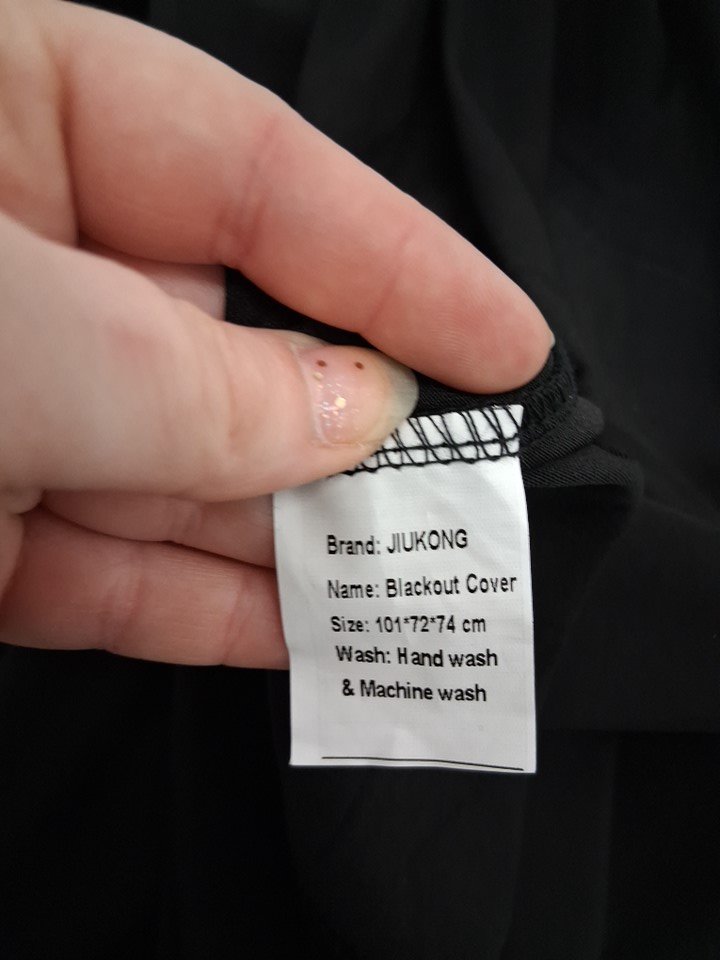 Brand: JIUKONG
Name: Blackout Cover
Size: 101*72*74 cm
Wash: Hand wash
& Machine wash